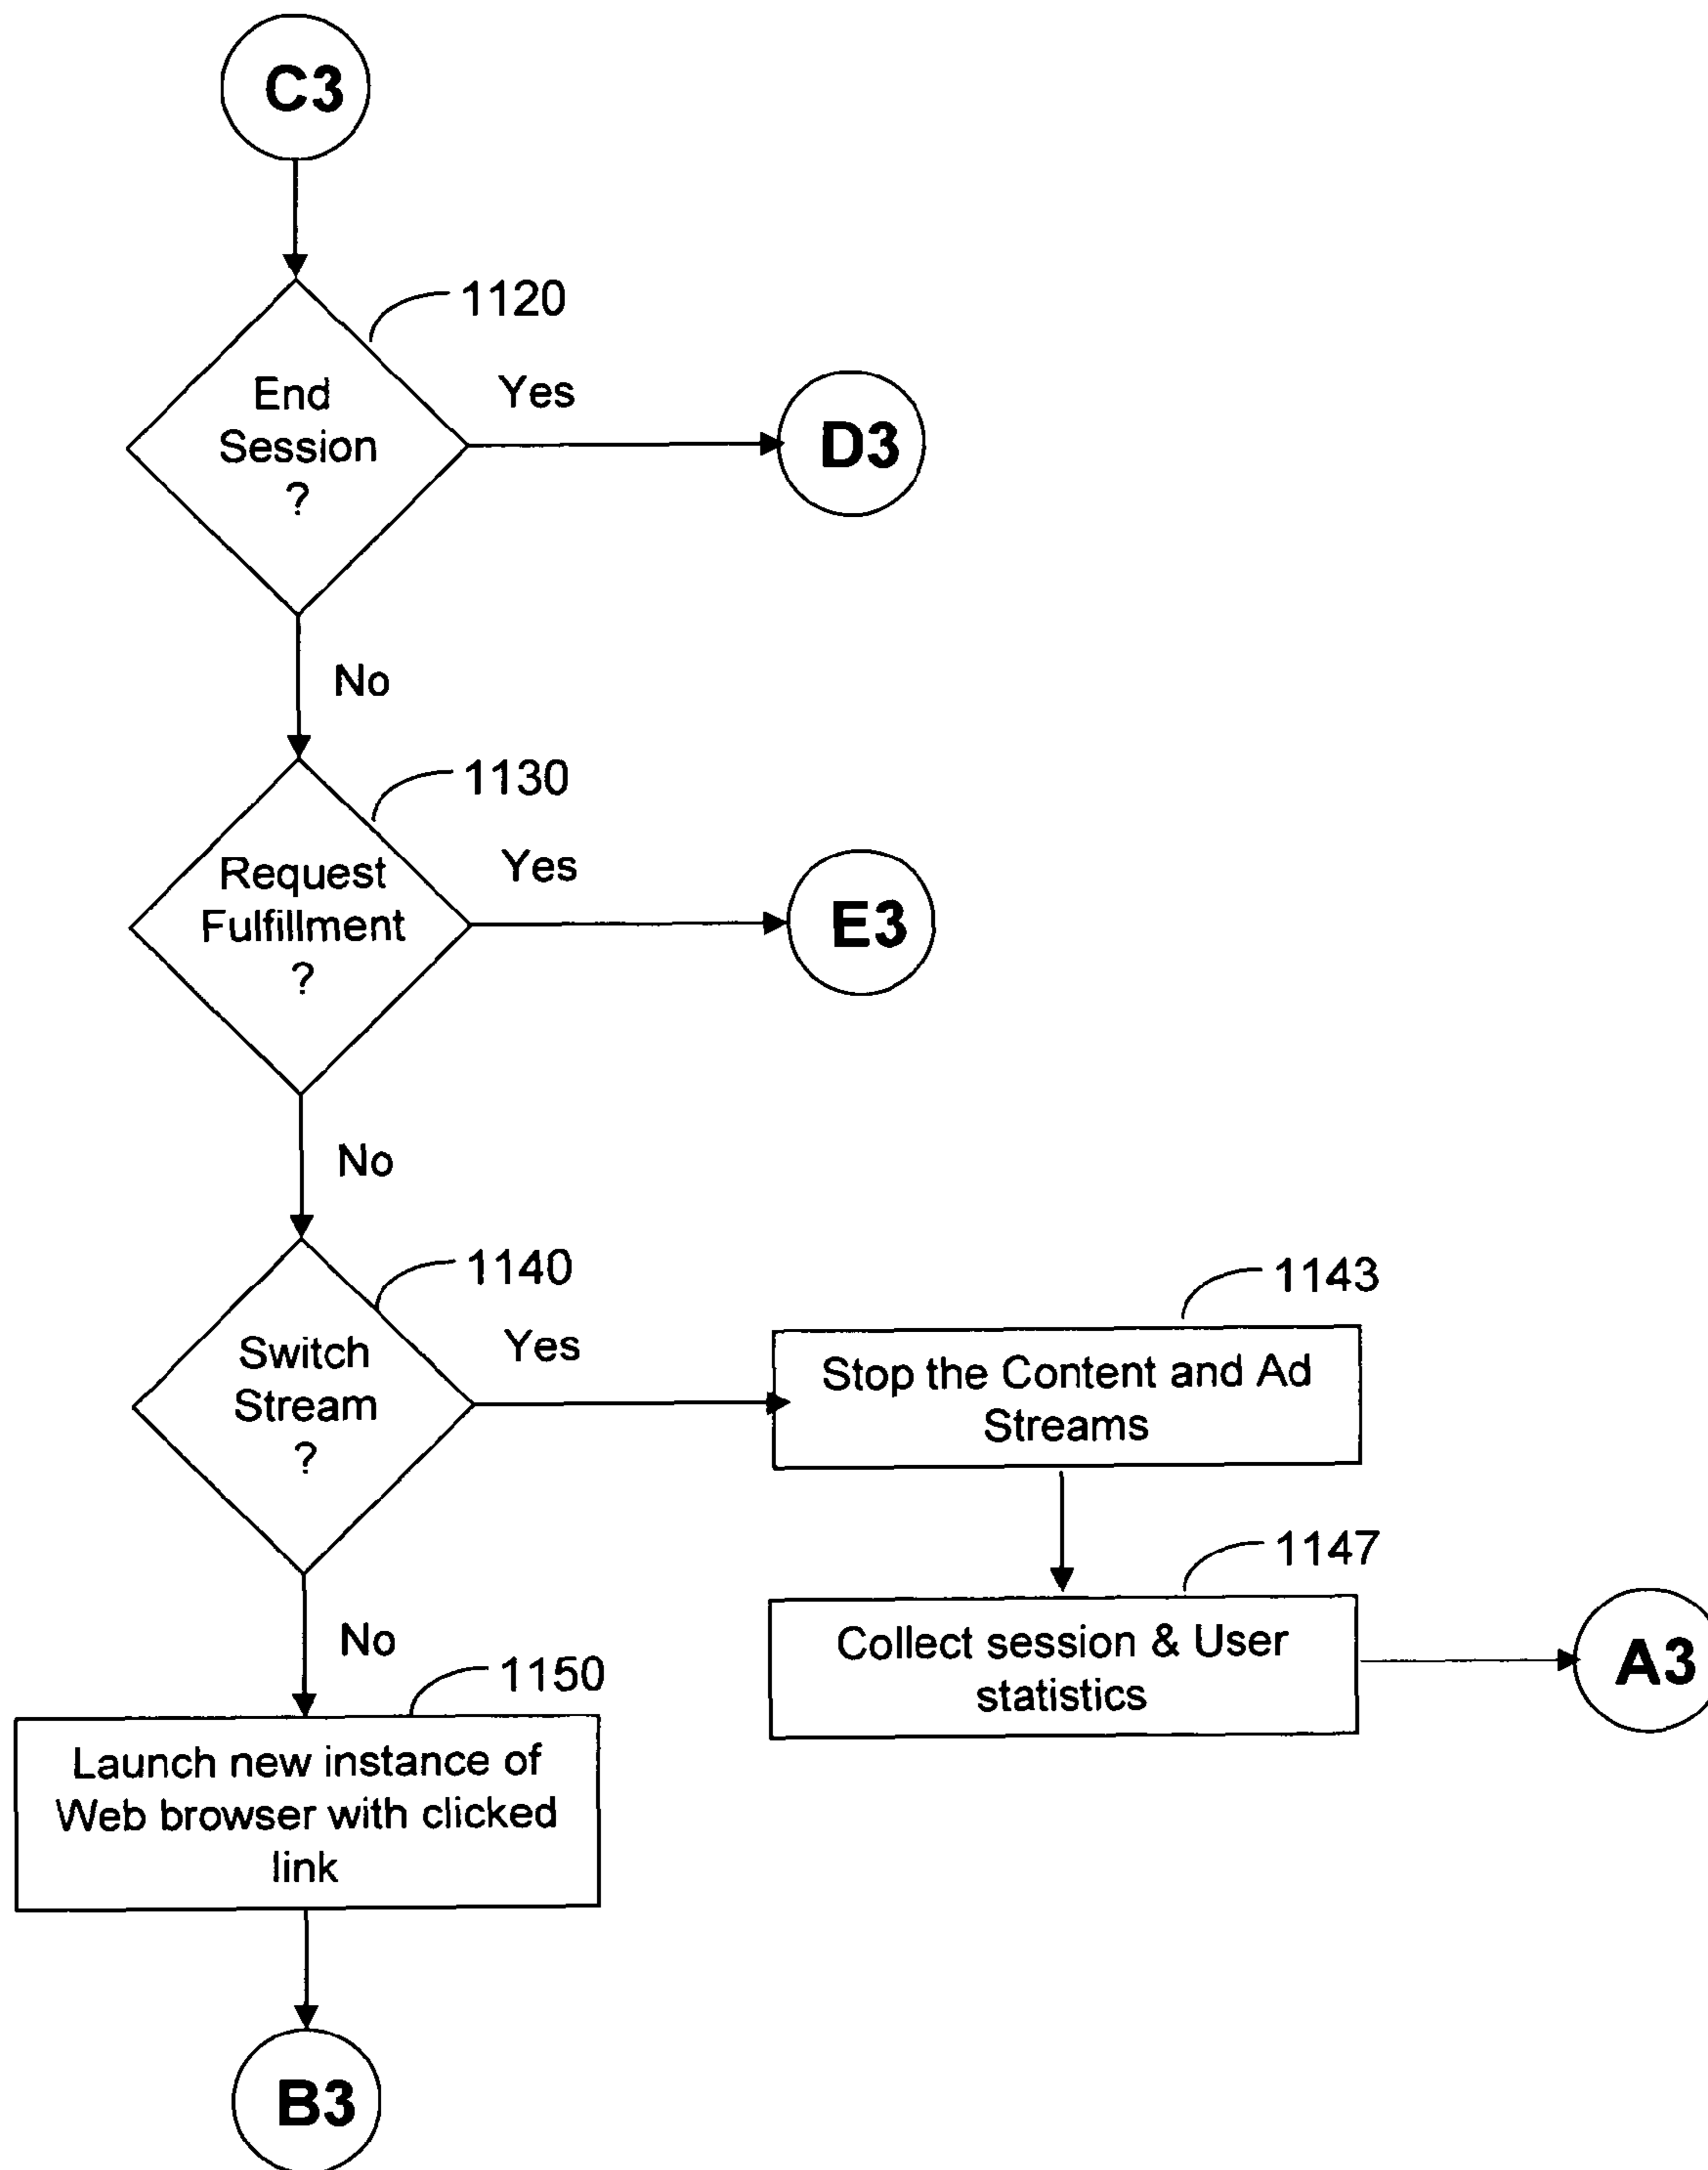 C3
1120
End
Session
?
Yes
D3
No
1130
Request
Fulfillment
?
Yes
E3
No
1140
Switch
Stream
?
Yes
1143
Stop the Content and Ad
Streams
1147
Collect session & User
statistics
A3
No
1150
Launch new instance of
Web browser with clicked
link
B3